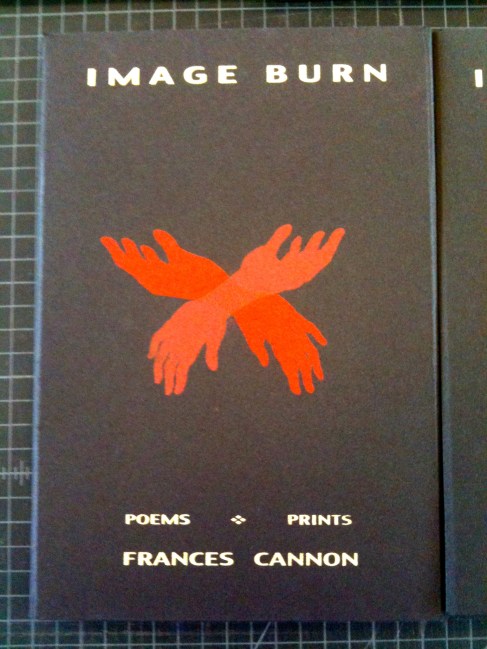 IMAGE BURN
POEMS ❖ PRINTS
FRANCES CANNON